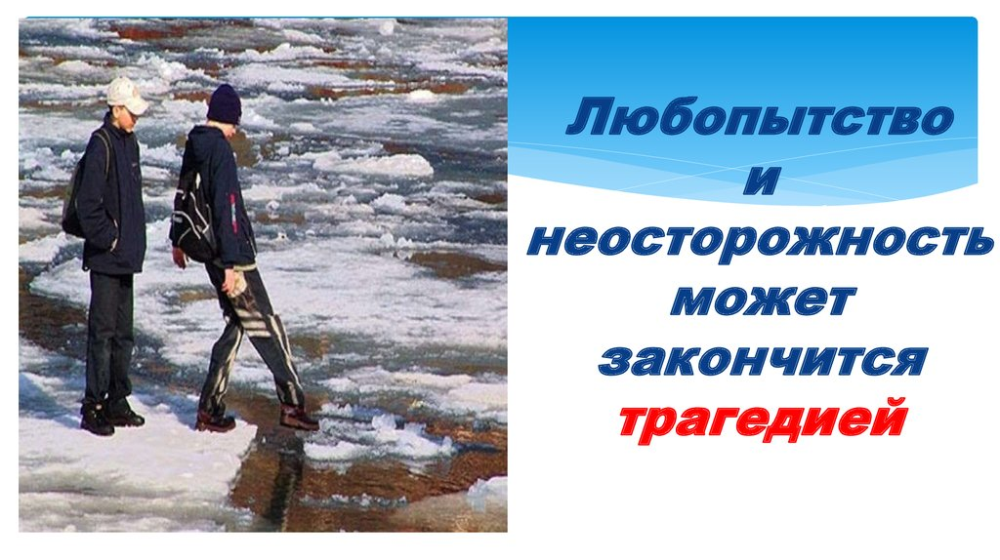 Любопытство
и
неосторожность
может
закончится
трагедией